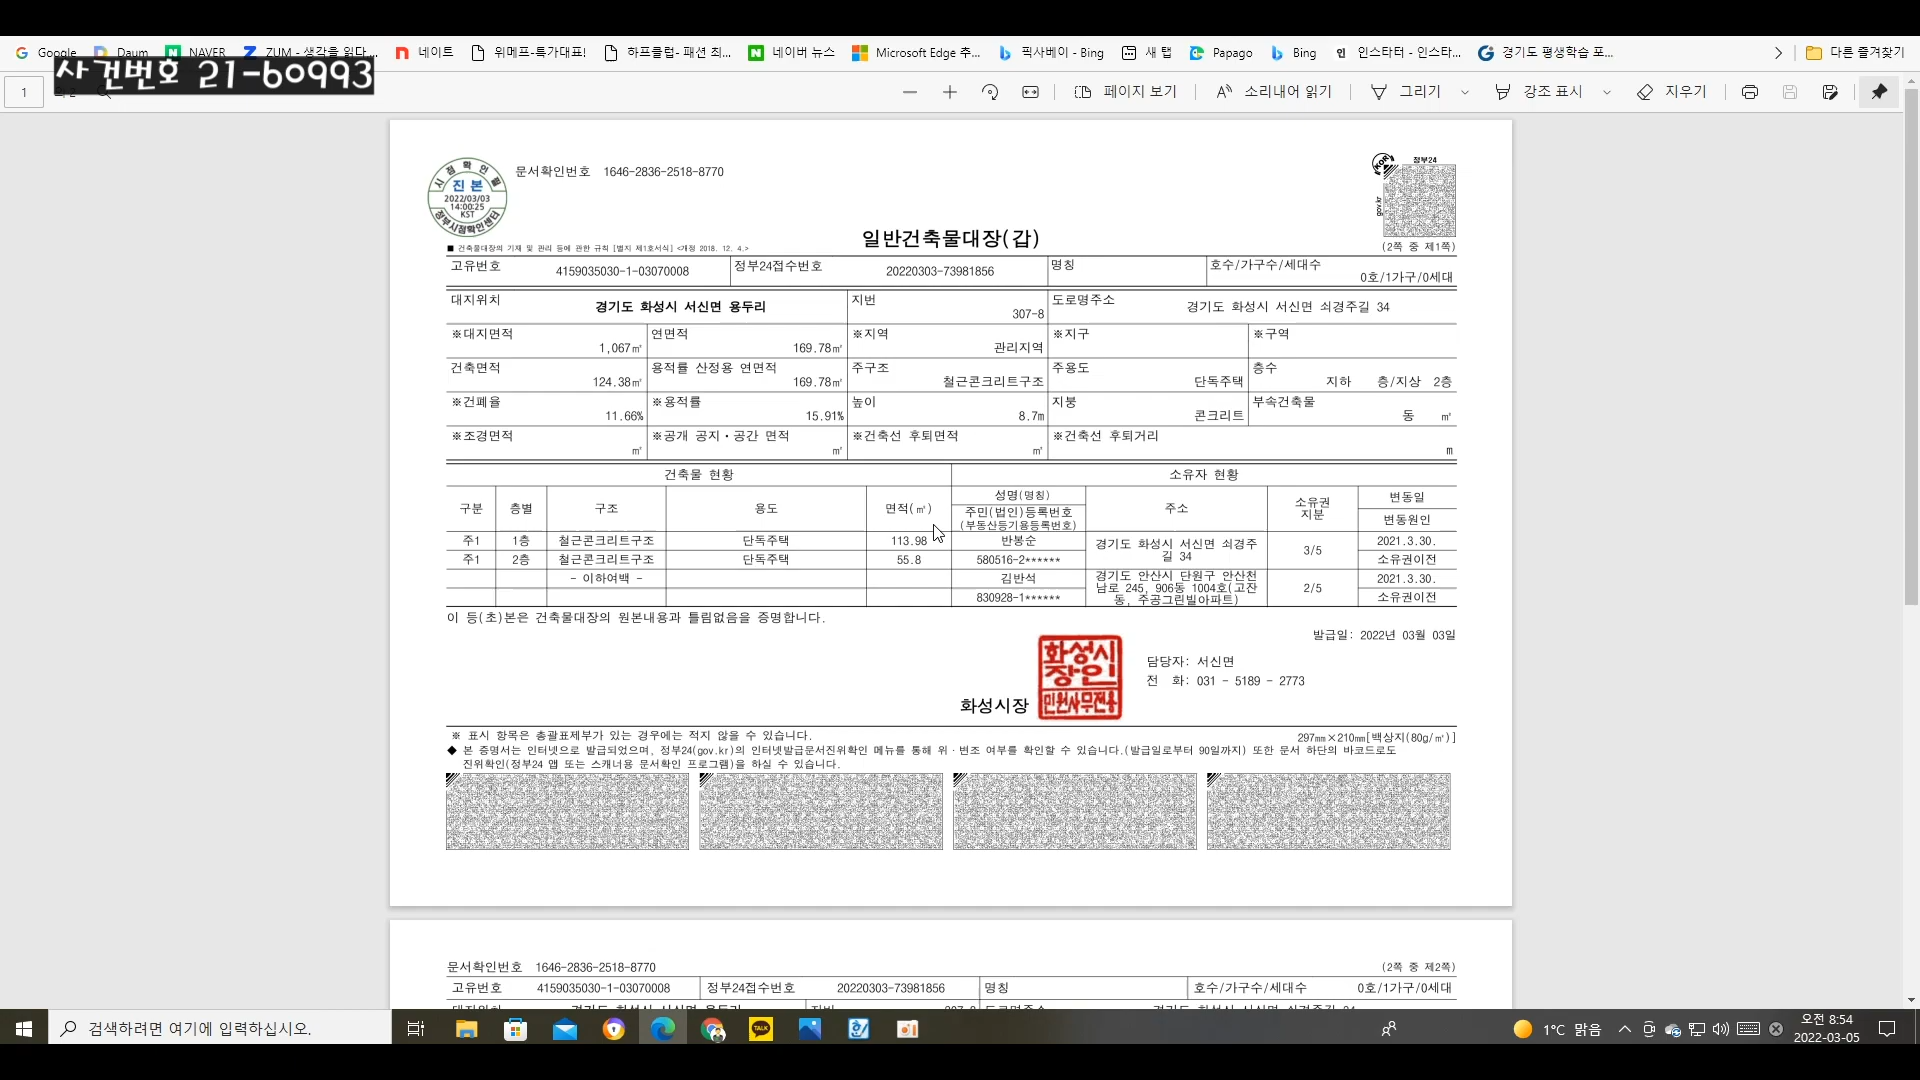 Google
Daum
NAVER
ZUM - 생각을 읽다...
네이트
위메프-특가대표!
하프클럽- 패션 최...
네이버 뉴스
Microsoft Edge 추...
픽사베이 - Bing
새 탭
Papago
Bing
인스타터 - 인스타...
경기도 평생학습 포...
다른 즐겨찾기
사건번호 21-60993
1
페이지 보기
소리내어 읽기
그리기
강조 표시
지우기
시점확인필
진 본
2022/03/03
14:00:25
KST
정부시점확인센터
문서확인번호 1646-2836-2518-8770
정부24
gov.kr
■ 건축물대장의 기재 및 관리 등에 관한 규칙 [별지 제1호서식] <개정 2018. 12. 4.>
일반건축물대장(갑)
(2쪽 중 제1쪽)
고유번호 4159035030-1-03070008 정부24접수번호 20220303-73981856 명칭 호수/가구수/세대수 0호/1가구/0세대
대지위치 경기도 화성시 서신면 용두리 지번 307-8 도로명주소 경기도 화성시 서신면 쇠경주길 34
※대지면적 1,067㎡ 연면적 169.78㎡ ※지역 관리지역 ※지구 ※구역
건축면적 124.38㎡ 용적률 산정용 연면적 169.78㎡ 주구조 철근콘크리트구조 주용도 단독주택 층수 지하 층/지상 2층
※건폐율 11.66% ※용적률 15.91% 높이 8.7m 지붕 콘크리트 부속건축물 동 ㎡
※조경면적 ㎡ ※공개 공지·공간 면적 ㎡ ※건축선 후퇴면적 ㎡ ※건축선 후퇴거리 m
건축물 현황 소유자 현황
구분 층별 구조 용도 면적(㎡) 성명(명칭) 주민(법인)등록번호 (부동산등기용등록번호) 주소 소유권 지분 변동일 변동원인
주1 1층 철근콘크리트구조 단독주택 113.98 반봉순 경기도 화성시 서신면 쇠경주길 34 3/5 2021.3.30.
주1 2층 철근콘크리트구조 단독주택 55.8 580516-2****** 소유권이전
- 이하여백 - 김반석 경기도 안산시 단원구 안산천남로 245, 906동 1004호(고잔동, 주공그린빌아파트) 2/5 2021.3.30.
830928-1****** 소유권이전
이 등(초)본은 건축물대장의 원본내용과 틀림없음을 증명합니다.
발급일: 2022년 03월 03일
담당자: 서신면
전 화: 031 - 5189 - 2773
화성시장
화성시
장인
민원사무전용
※ 표시 항목은 총괄표제부가 있는 경우에는 적지 않을 수 있습니다.
297㎜×210㎜[백상지(80g/㎡)]
◆ 본 증명서는 인터넷으로 발급되었으며, 정부24(gov.kr)의 인터넷발급문서진위확인 메뉴를 통해 위·변조 여부를 확인할 수 있습니다.(발급일로부터 90일까지) 또한 문서 하단의 바코드로도
진위확인(정부24 앱 또는 스캐너용 문서확인 프로그램)을 하실 수 있습니다.
문서확인번호 1646-2836-2518-8770
(2쪽 중 제2쪽)
고유번호 4159035030-1-03070008 정부24접수번호 20220303-73981856 명칭 호수/가구수/세대수 0호/1가구/0세대
검색하려면 여기에 입력하십시오.
TALK
1°C 맑음
오전 8:54
2022-03-05